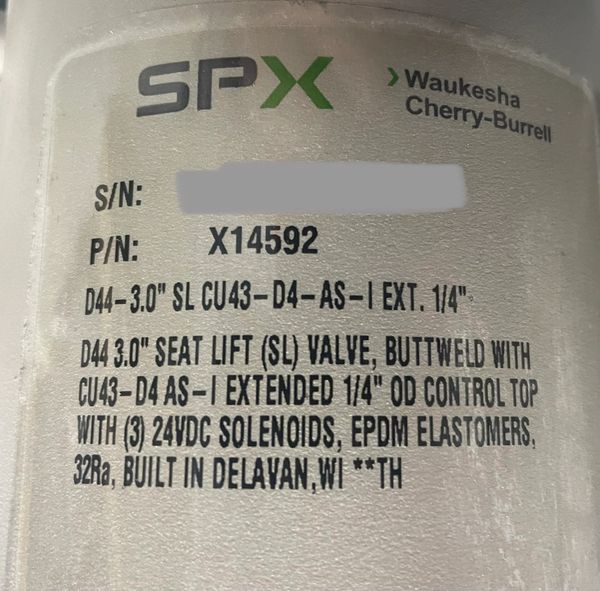 SPX
Waukesha
Cherry-Burrell
S/N:
P/N: X14592
D44-3.0" SL CU43-D4-AS-I EXT. 1/4"
D44 3.0" SEAT LIFT (SL) VALVE, BUTTWELD WITH
CU43-D4 AS-I EXTENDED 1/4" OD CONTROL TOP
WITH (3) 24VDC SOLENOIDS, EPDM ELASTOMERS,
32Ra, BUILT IN DELAVAN,WI **TH